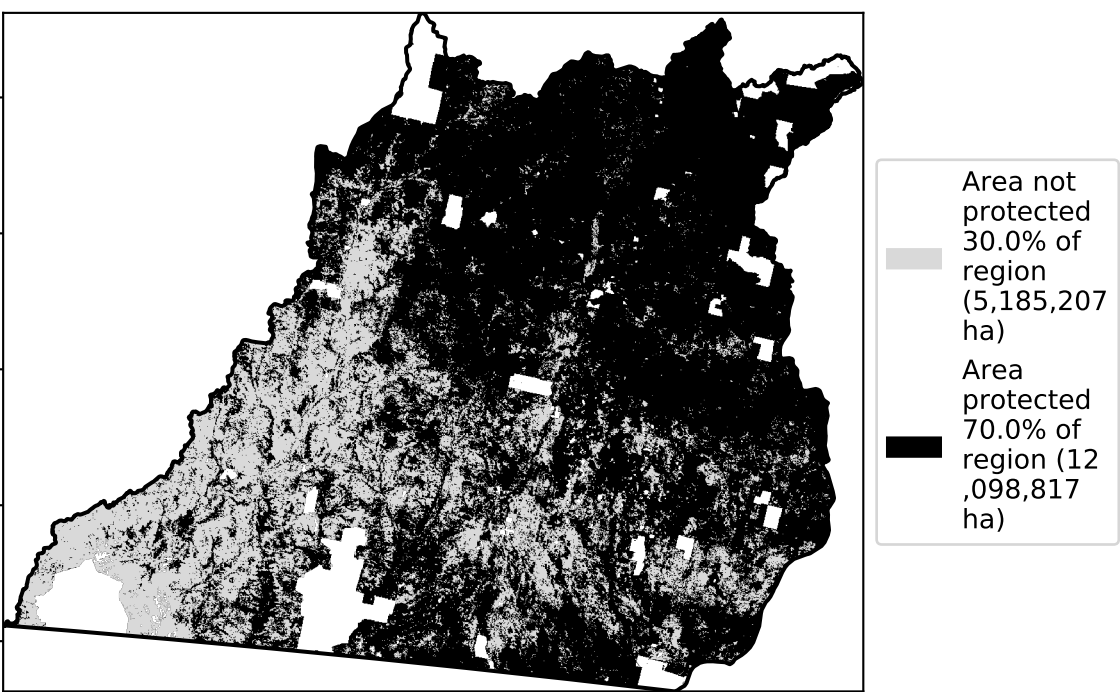 Area not
protected
30.0% of
region
(5,185,207
ha)
Area
protected
70.0% of
region (12
,098,817
ha)